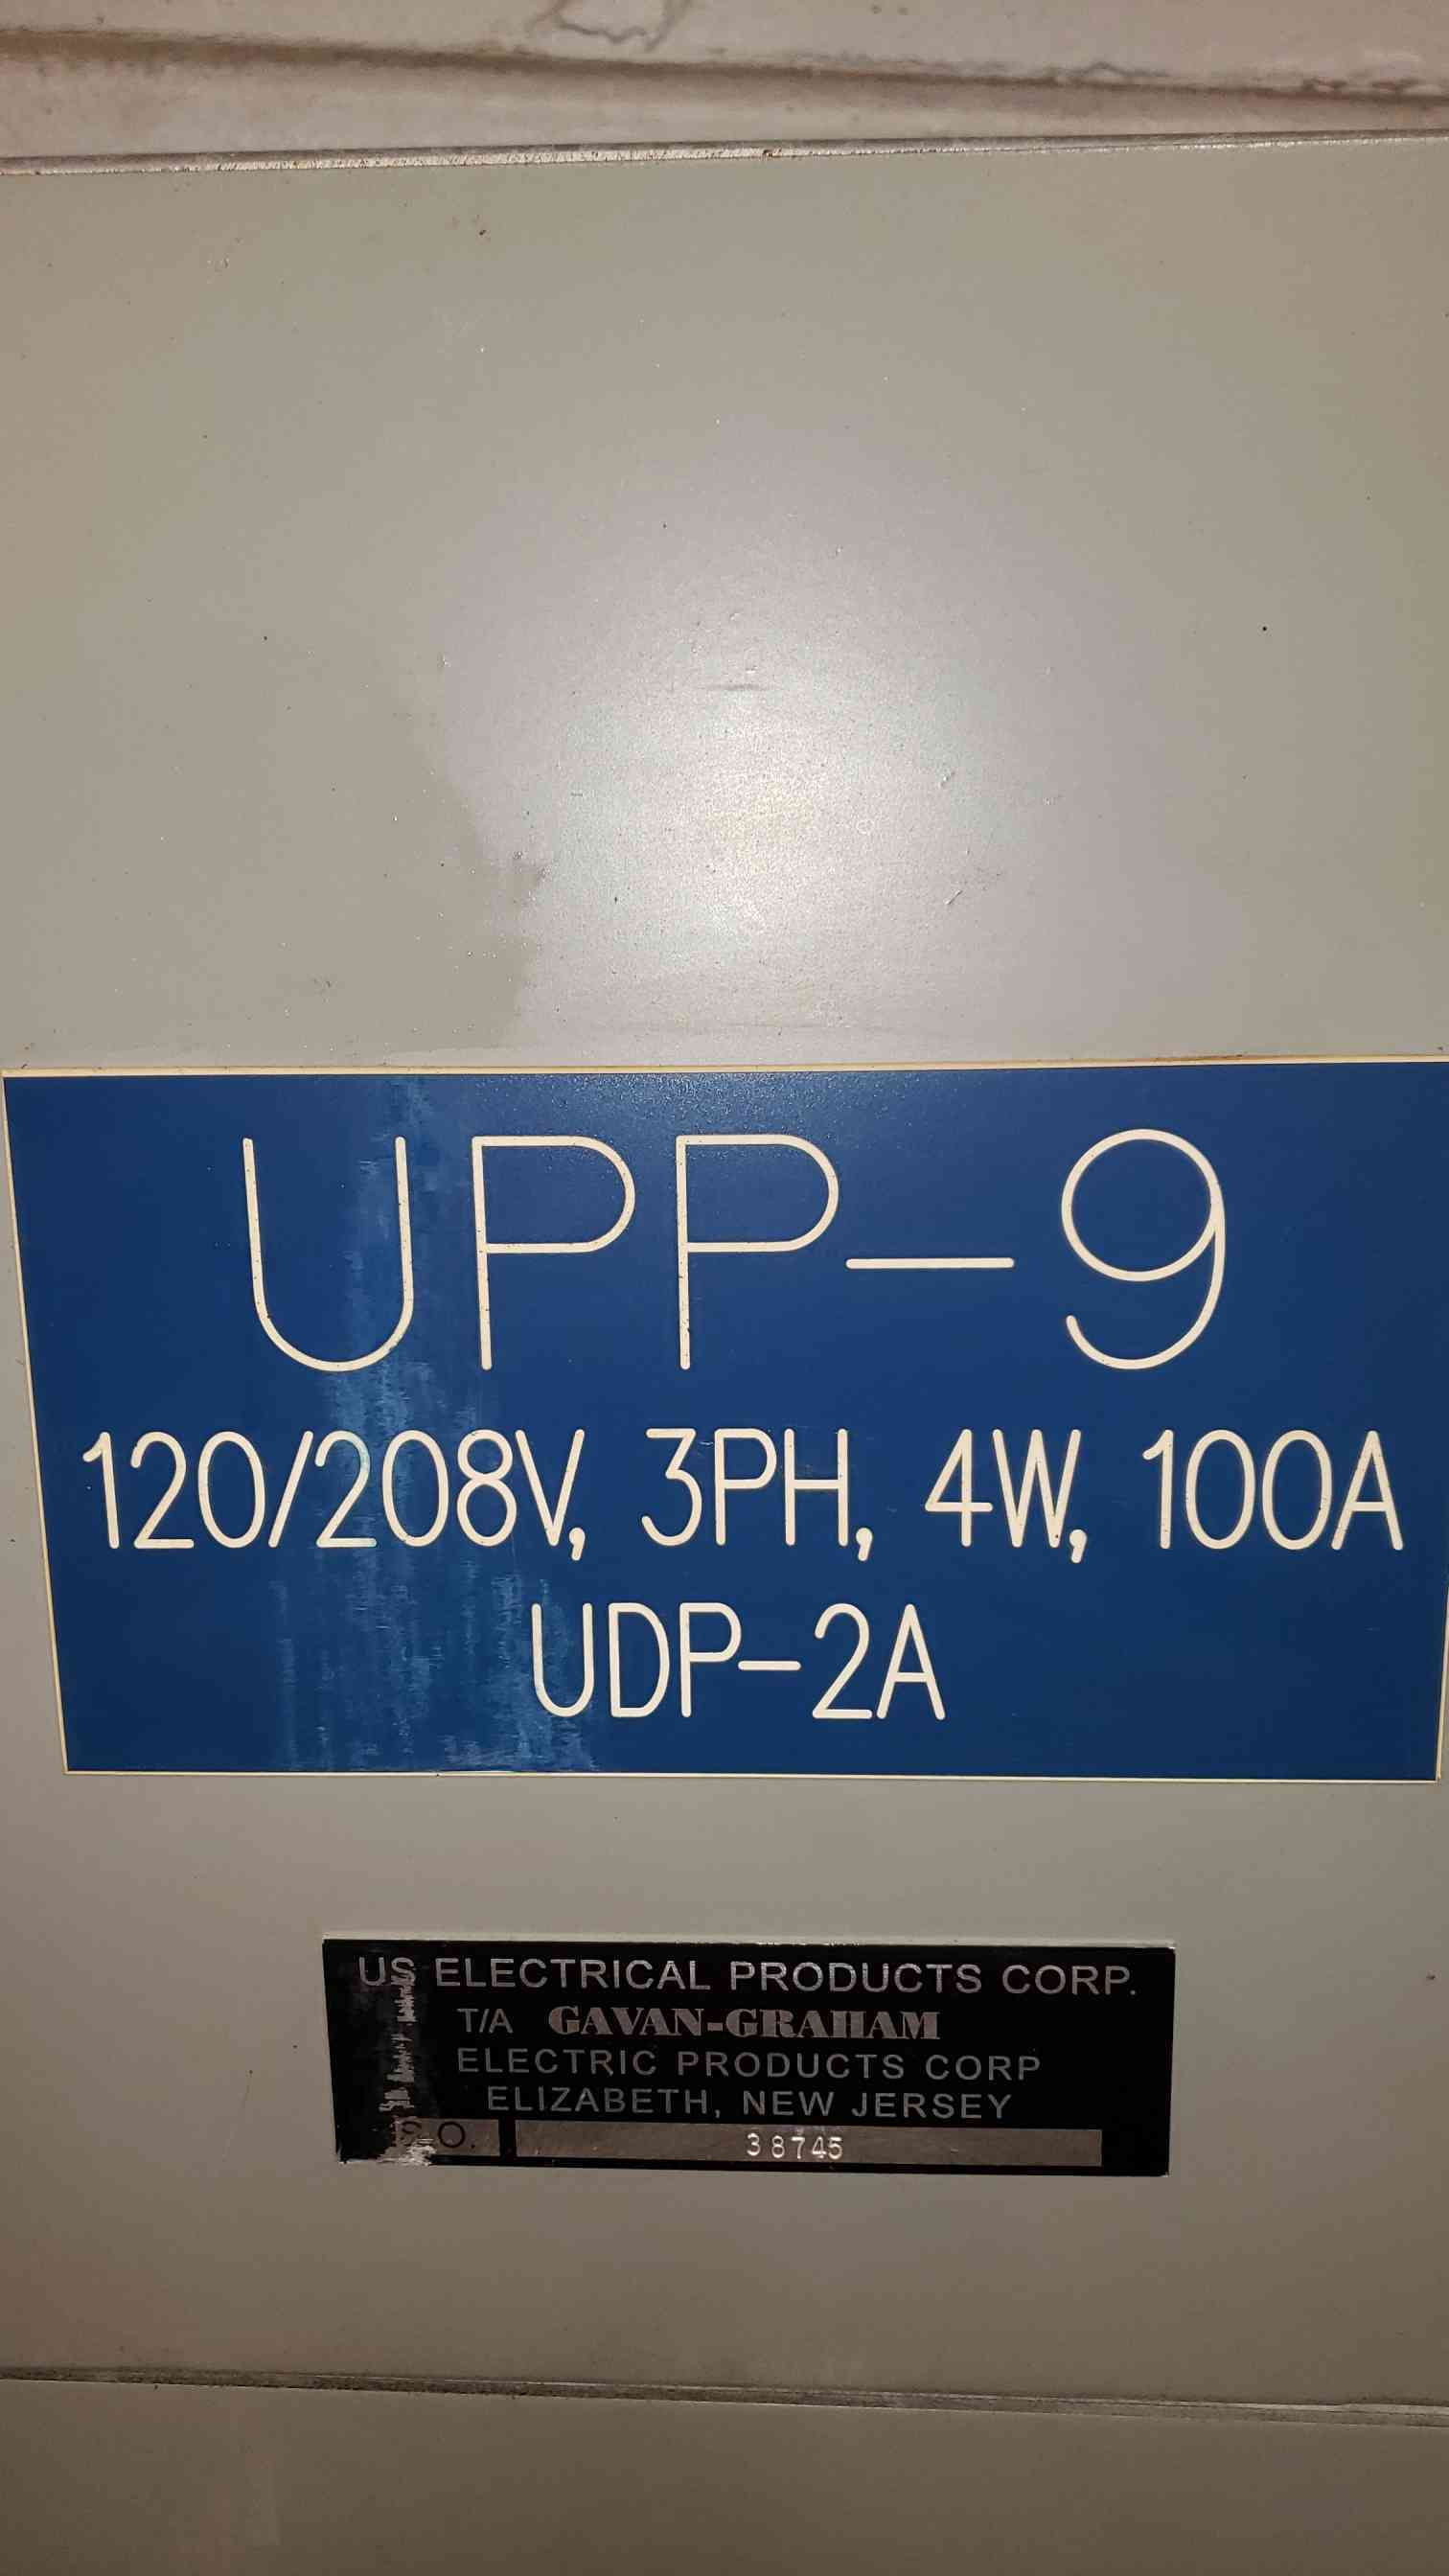 UPP-9
120/208V, 3PH, 4W, 100A
UDP-2A
US ELECTRICAL PRODUCTS CORP.
T/A GAVAN-GRAHAM
ELECTRIC PRODUCTS CORP
ELIZABETH, NEW JERSEY
S.O. 38745